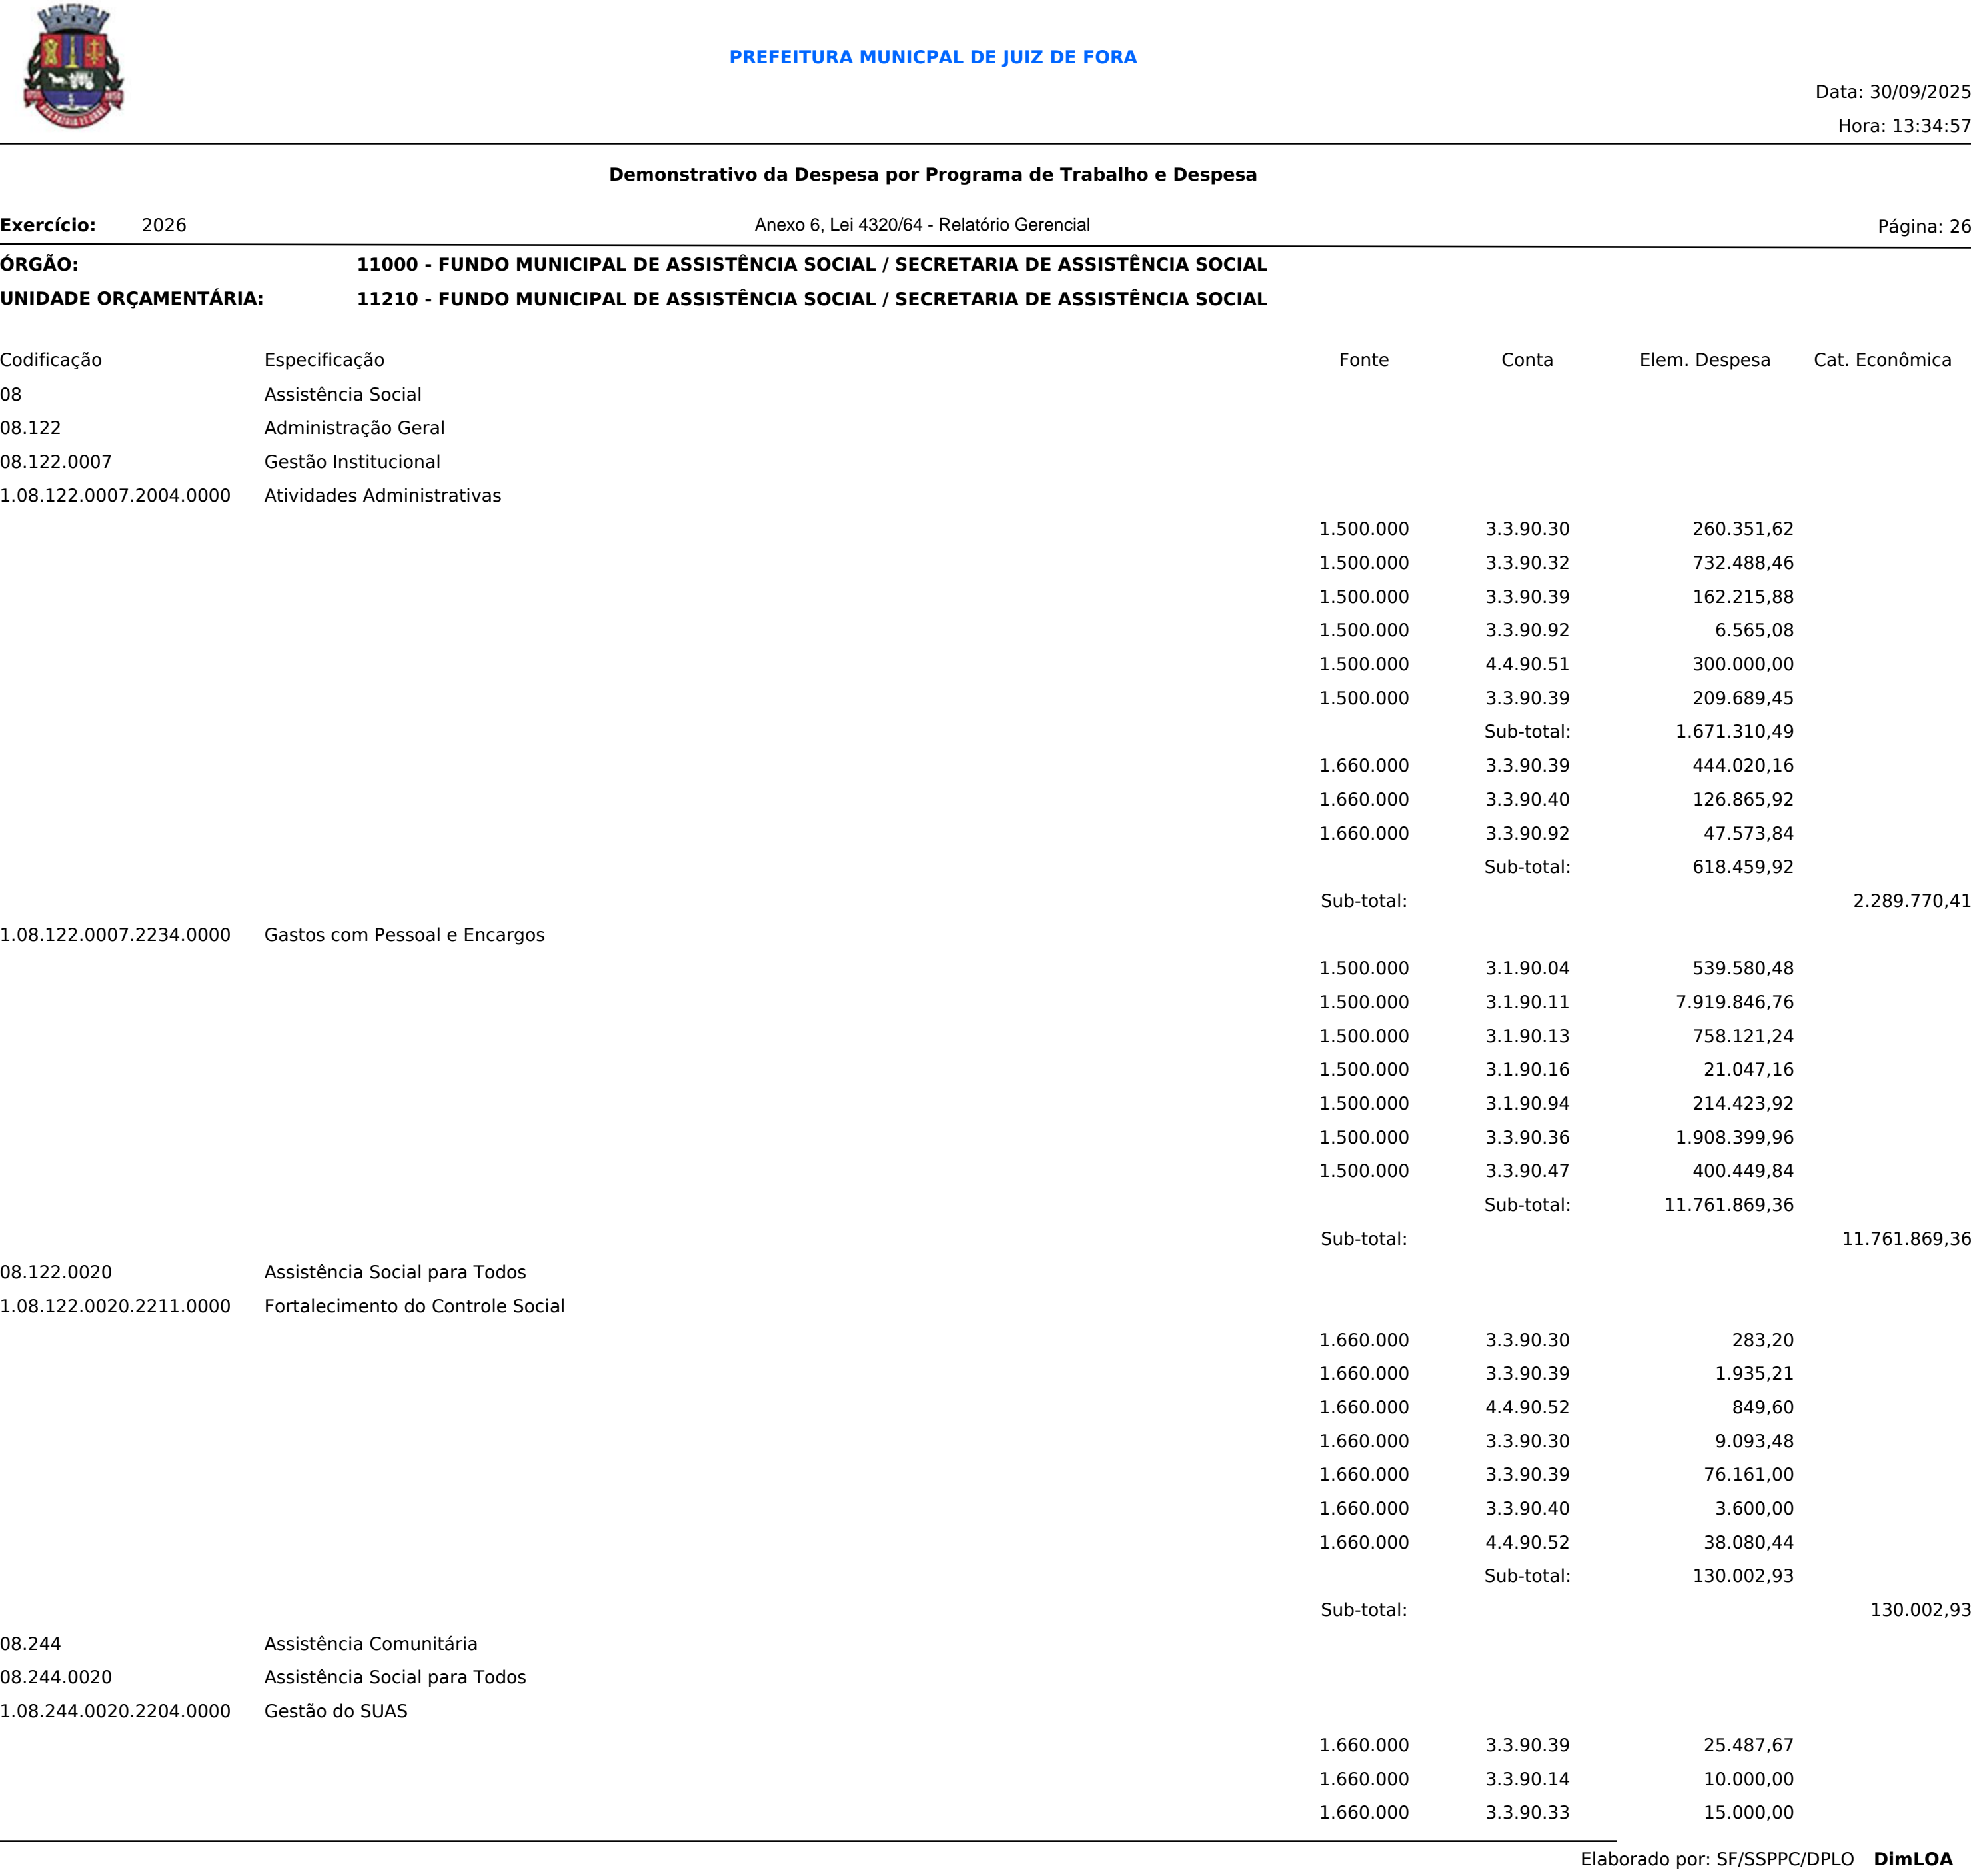 PREFEITURA MUNICPAL DE JUIZ DE FORA
Data: 30/09/2025
Hora: 13:34:57
Demonstrativo da Despesa por Programa de Trabalho e Despesa
Exercício: 2026 Anexo 6, Lei 4320/64 - Relatório Gerencial Página: 26
ÓRGÃO: 11000 - FUNDO MUNICIPAL DE ASSISTÊNCIA SOCIAL / SECRETARIA DE ASSISTÊNCIA SOCIAL
UNIDADE ORÇAMENTÁRIA: 11210 - FUNDO MUNICIPAL DE ASSISTÊNCIA SOCIAL / SECRETARIA DE ASSISTÊNCIA SOCIAL
Codificação Especificação Fonte Conta Elem. Despesa Cat. Econômica
08 Assistência Social
08.122 Administração Geral
08.122.0007 Gestão Institucional
1.08.122.0007.2004.0000 Atividades Administrativas
1.500.000 3.3.90.30 260.351,62
1.500.000 3.3.90.32 732.488,46
1.500.000 3.3.90.39 162.215,88
1.500.000 3.3.90.92 6.565,08
1.500.000 4.4.90.51 300.000,00
1.500.000 3.3.90.39 209.689,45
Sub-total: 1.671.310,49
1.660.000 3.3.90.39 444.020,16
1.660.000 3.3.90.40 126.865,92
1.660.000 3.3.90.92 47.573,84
Sub-total: 618.459,92
Sub-total: 2.289.770,41
1.08.122.0007.2234.0000 Gastos com Pessoal e Encargos
1.500.000 3.1.90.04 539.580,48
1.500.000 3.1.90.11 7.919.846,76
1.500.000 3.1.90.13 758.121,24
1.500.000 3.1.90.16 21.047,16
1.500.000 3.1.90.94 214.423,92
1.500.000 3.3.90.36 1.908.399,96
1.500.000 3.3.90.47 400.449,84
Sub-total: 11.761.869,36
Sub-total: 11.761.869,36
08.122.0020 Assistência Social para Todos
1.08.122.0020.2211.0000 Fortalecimento do Controle Social
1.660.000 3.3.90.30 283,20
1.660.000 3.3.90.39 1.935,21
1.660.000 4.4.90.52 849,60
1.660.000 3.3.90.30 9.093,48
1.660.000 3.3.90.39 76.161,00
1.660.000 3.3.90.40 3.600,00
1.660.000 4.4.90.52 38.080,44
Sub-total: 130.002,93
Sub-total: 130.002,93
08.244 Assistência Comunitária
08.244.0020 Assistência Social para Todos
1.08.244.0020.2204.0000 Gestão do SUAS
1.660.000 3.3.90.39 25.487,67
1.660.000 3.3.90.14 10.000,00
1.660.000 3.3.90.33 15.000,00
Elaborado por: SF/SSPPC/DPLO DimLOA